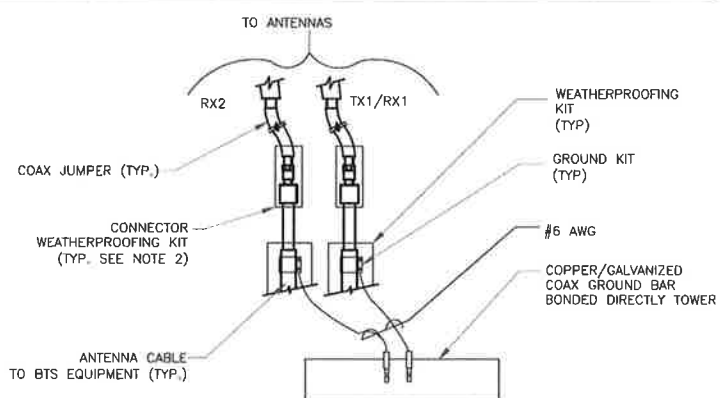 TO ANTENNAS
RX2
TX1/RX1
WEATHERPROOFING
KIT
(TYP)
COAX JUMPER (TYP.)
GROUND KIT
(TYP)
CONNECTOR
WEATHERPROOFING KIT
(TYP. SEE NOTE 2)
#6 AWG
COPPER/GALVANIZED
COAX GROUND BAR
BONDED DIRECTLY TOWER
ANTENNA CABLE
TO BTS EQUIPMENT (TYP.)